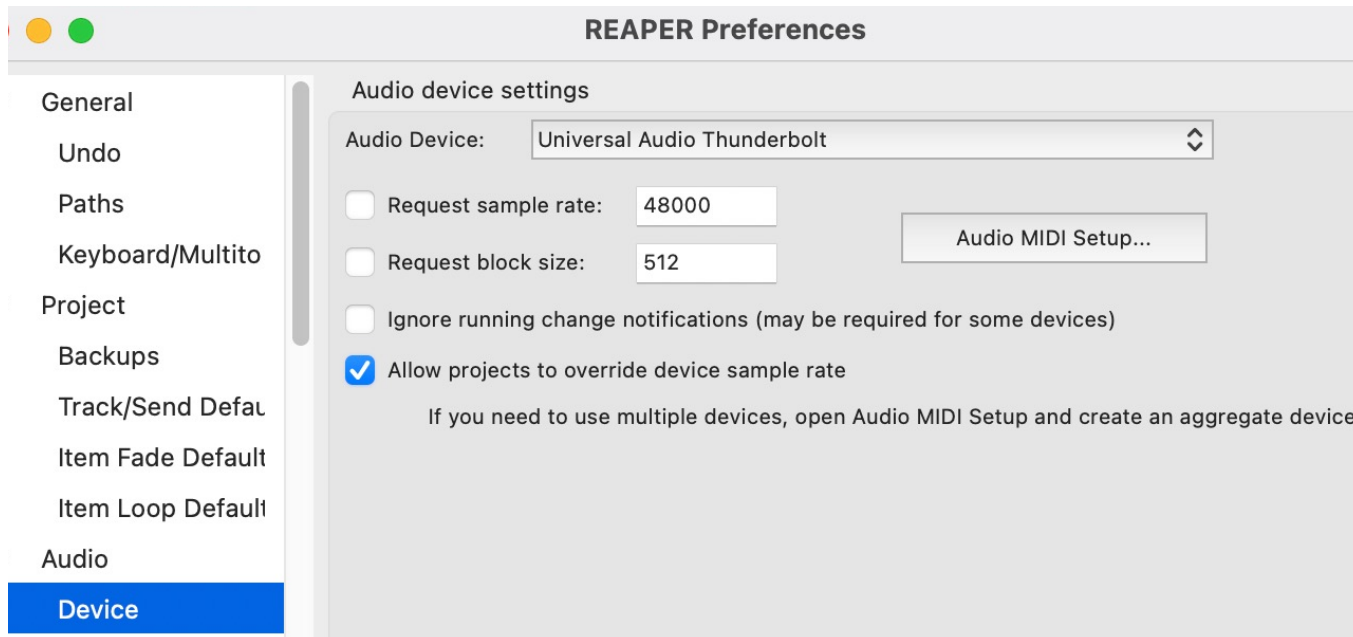 REAPER Preferences
General
Undo
Paths
Keyboard/Multito
Project
Backups
Track/Send Defau
Item Fade Default
Item Loop Default
Audio
Device
Audio device settings
Audio Device: Universal Audio Thunderbolt
Request sample rate: 48000
Request block size: 512
Audio MIDI Setup...
Ignore running change notifications (may be required for some devices)
Allow projects to override device sample rate
If you need to use multiple devices, open Audio MIDI Setup and create an aggregate device